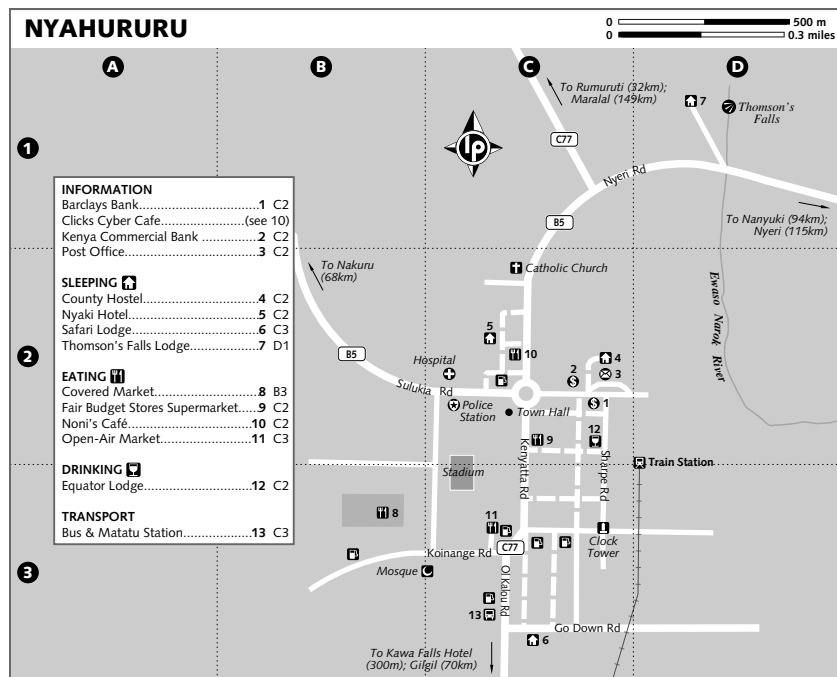 NYAHURURU
0 500 m
0 0.3 miles
A
B
C
D
1
2
3
To Rumuruti (32km);
Maralal (149km)
7
Thomson's
Falls
C77
lp
Nyeri Rd
B5
To Nanyuki (94km);
Nyeri (115km)
INFORMATION
Barclays Bank..............................1 C2
Clicks Cyber Cafe....................(see 10)
Kenya Commercial Bank ...........2 C2
Post Office..................................3 C2
SLEEPING
County Hostel.............................4 C2
Nyaki Hotel................................5 C2
Safari Lodge...............................6 C3
Thomson's Falls Lodge...............7 D1
EATING
Covered Market.........................8 B3
Fair Budget Stores Supermarket..9 C2
Noni's Café..............................10 C2
Open-Air Market......................11 C3
DRINKING
Equator Lodge..........................12 C2
TRANSPORT
Bus & Matatu Station...............13 C3
To Nakuru
(68km)
Catholic Church
Ewaso Narok River
5
10
B5
Hospital
2
4
3
Sulukia Rd
Police
Station
Town Hall
1
12
9
Kenyatta Rd
Sharpe Rd
Stadium
Train Station
8
11
C77
Koinange Rd
Clock
Tower
Mosque
Ol Kalou Rd
13
Go Down Rd
6
To Kawa Falls Hotel
(300m); Gilgil (70km)